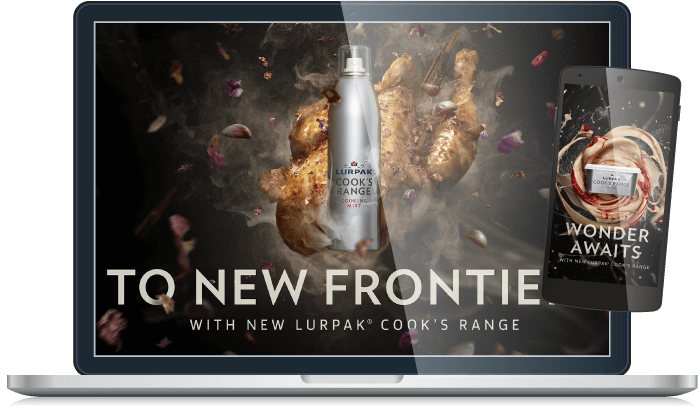 LURPAK
COOK'S
RANGE
COOKING
MIST
TO NEW FRONTIE
WITH NEW LURPAK® COOK'S RANGE
LURPAK
COOK'S RANGE
WONDER
AWAITS
WITH NEW LURPAK® COOK'S RANGE